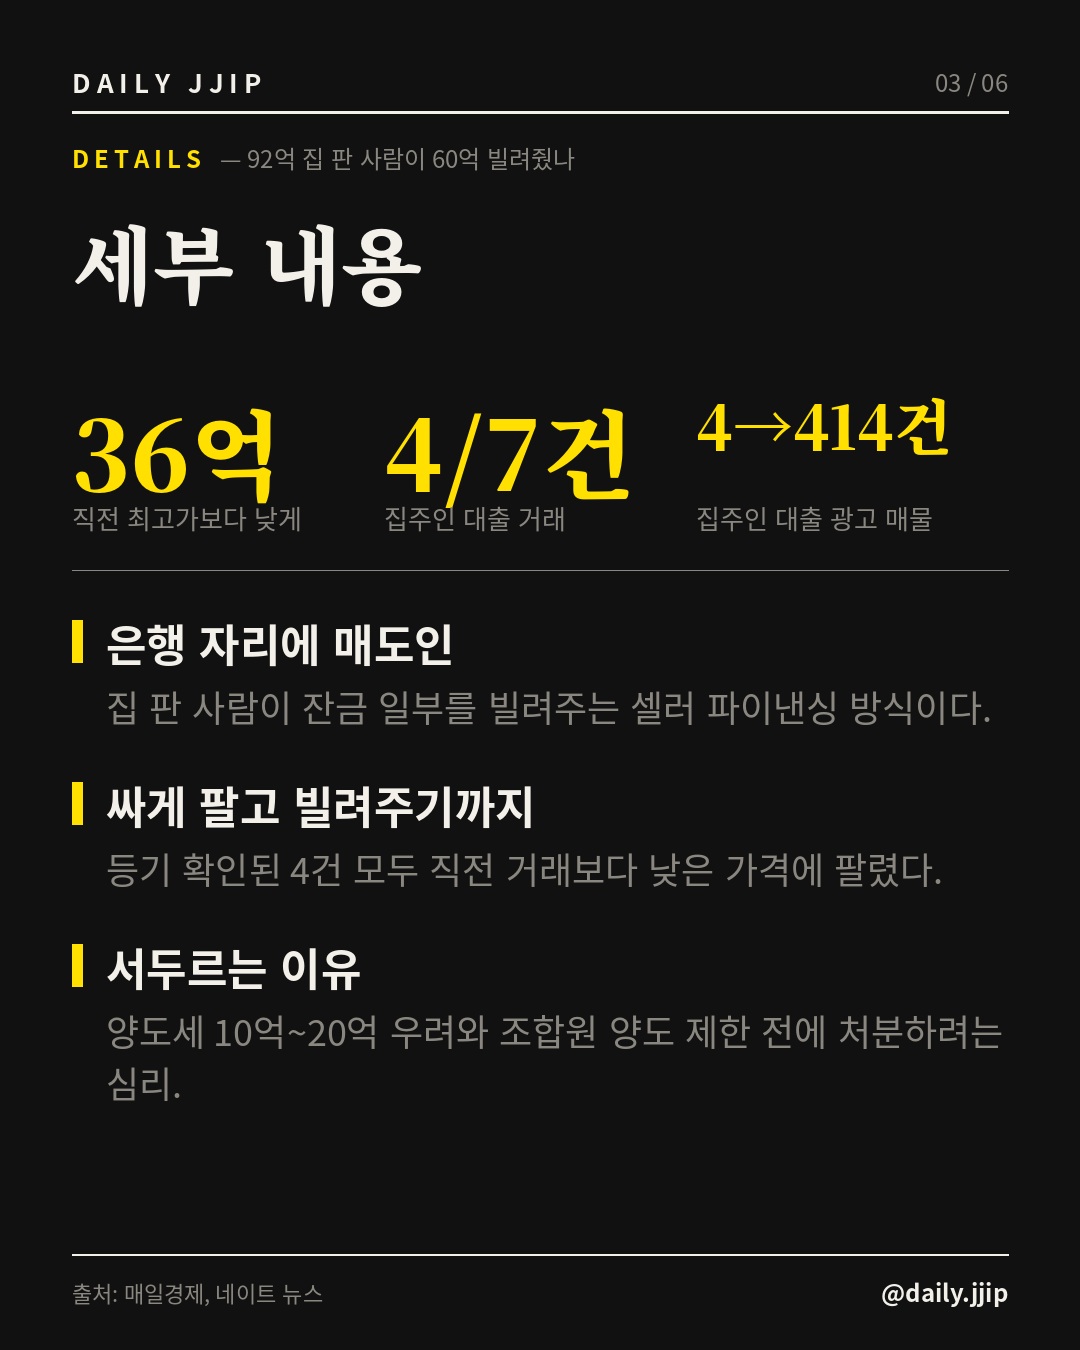 DAILY JJIP
03 / 06
DETAILS — 92억 집 판 사람이 60억 빌려줬나
세부 내용
36억
직전 최고가보다 낮게
4/7건
집주인 대출 거래
4→414건
집주인 대출 광고 매물
은행 자리에 매도인
집 판 사람이 잔금 일부를 빌려주는 셀러 파이낸싱 방식이다.
싸게 팔고 빌려주기까지
등기 확인된 4건 모두 직전 거래보다 낮은 가격에 팔렸다.
서두르는 이유
양도세 10억~20억 우려와 조합원 양도 제한 전에 처분하려는
심리.
출처: 매일경제, 네이트 뉴스
@daily.jjip